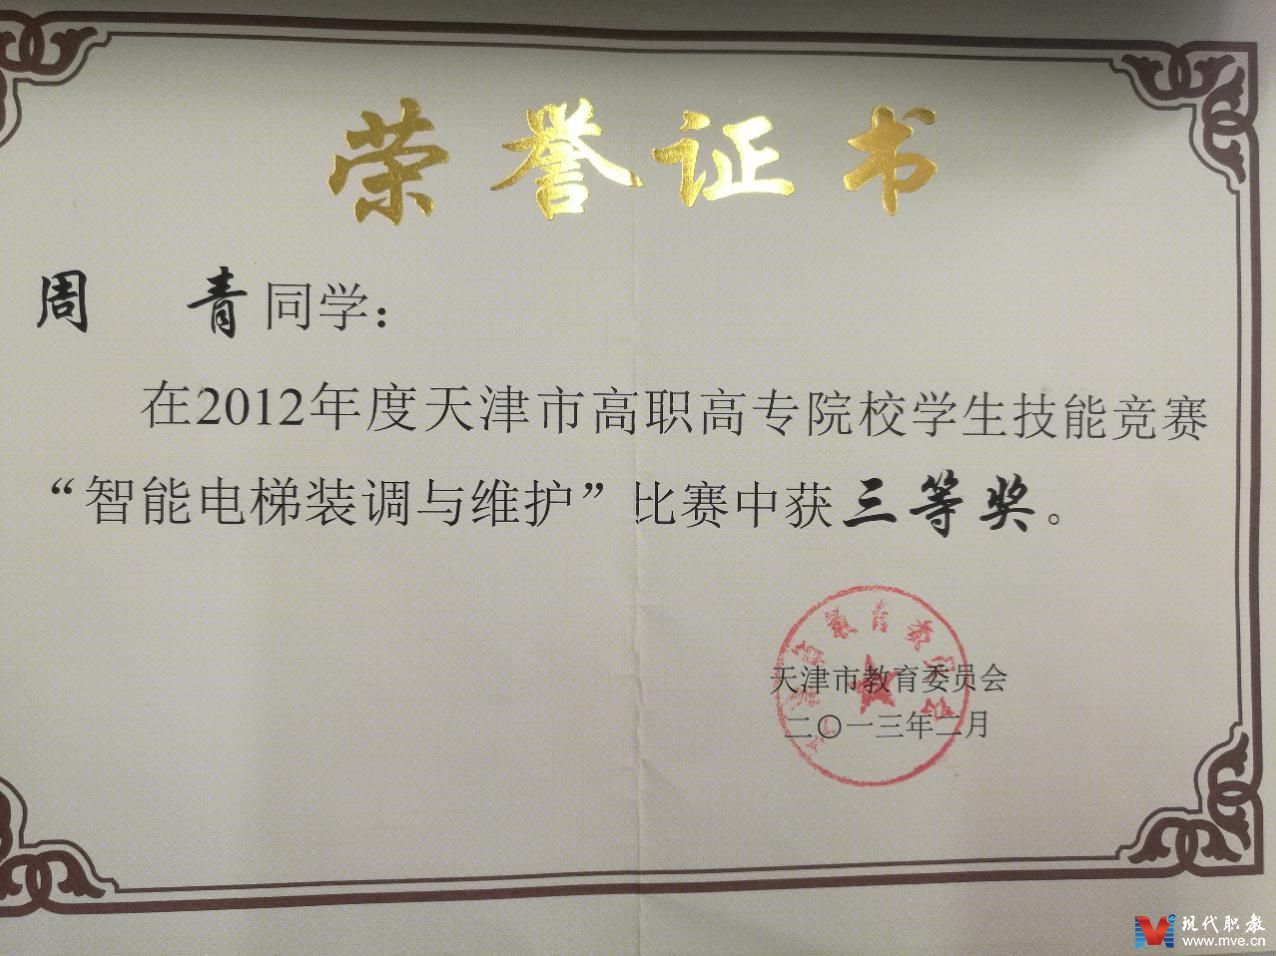 荣誉证书
周 青同学：
在2012年度天津市高职高专院校学生技能竞赛
“智能电梯装调与维护”比赛中获三等奖。
天津市教育委员会
二〇一三年二月
现代职教
www.mve.cn